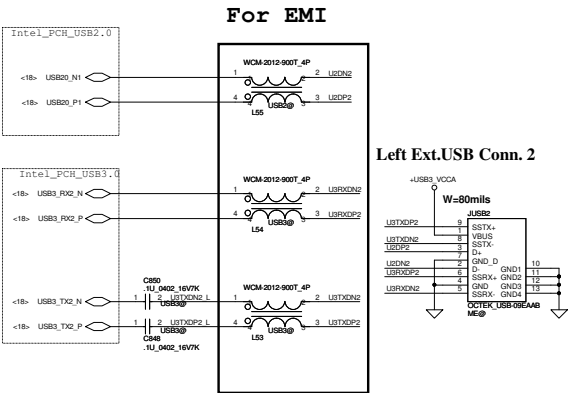 For EMI
Intel_PCH_USB2.0
WCM-2012-900T_4P
<18> USB20_N1 1 2 U2DN2
<18> USB20_P1 4 3 U2DP2
USB2@
L55
Left Ext.USB Conn. 2
Intel_PCH_USB3.0
WCM-2012-900T_4P
<18> USB3_RX2_N 1 2 U3RXDN2
<18> USB3_RX2_P 4 3 U3RXDP2
USB3@
L54
+USB3_VCCA
W=80mils
JUSB2
U3TXDP2 9 SSTX+
1 VBUS
U3TXDN2 8 SSTX-
U2DP2 3 D+
7 GND_D
U2DN2 2 D- GND1 10
U3RXDP2 6 SSRX+ GND2 11
4 GND GND3 12
U3RXDN2 5 SSRX- GND4 13
OCTEK_USB-09EAAB
ME@
C850
.1U_0402_16V7K
WCM-2012-900T_4P
<18> USB3_TX2_N 1 2 U3TXDN2_L 1 2 U3TXDN2
USB3@
<18> USB3_TX2_P 1 2 U3TXDP2_L 4 3 U3TXDP2
USB3@ USB3@
C848 L53
.1U_0402_16V7K